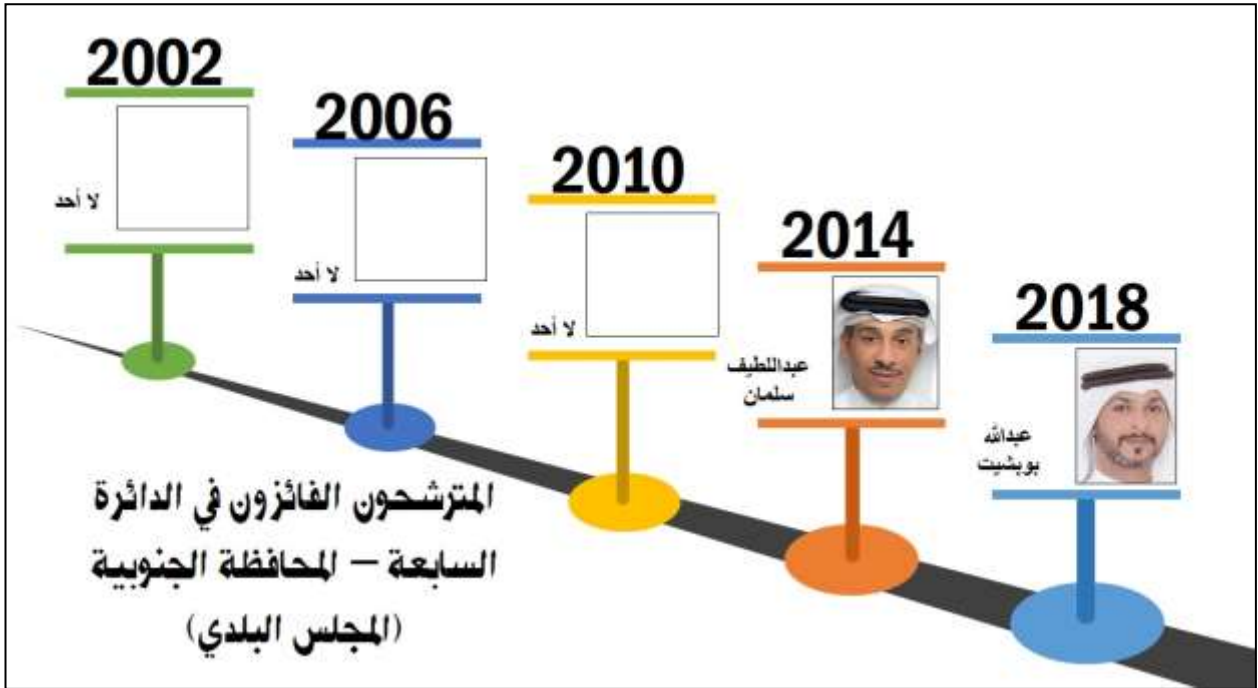 2002
لا أحد
2006
لا أحد
2010
لا أحد
2014
عبداللطيف
سلمان
2018
عبدالله
بوبشيت
المترشحون الفائزون في الدائرة
السابعة – المحافظة الجنوبية
(المجلس البلدي)